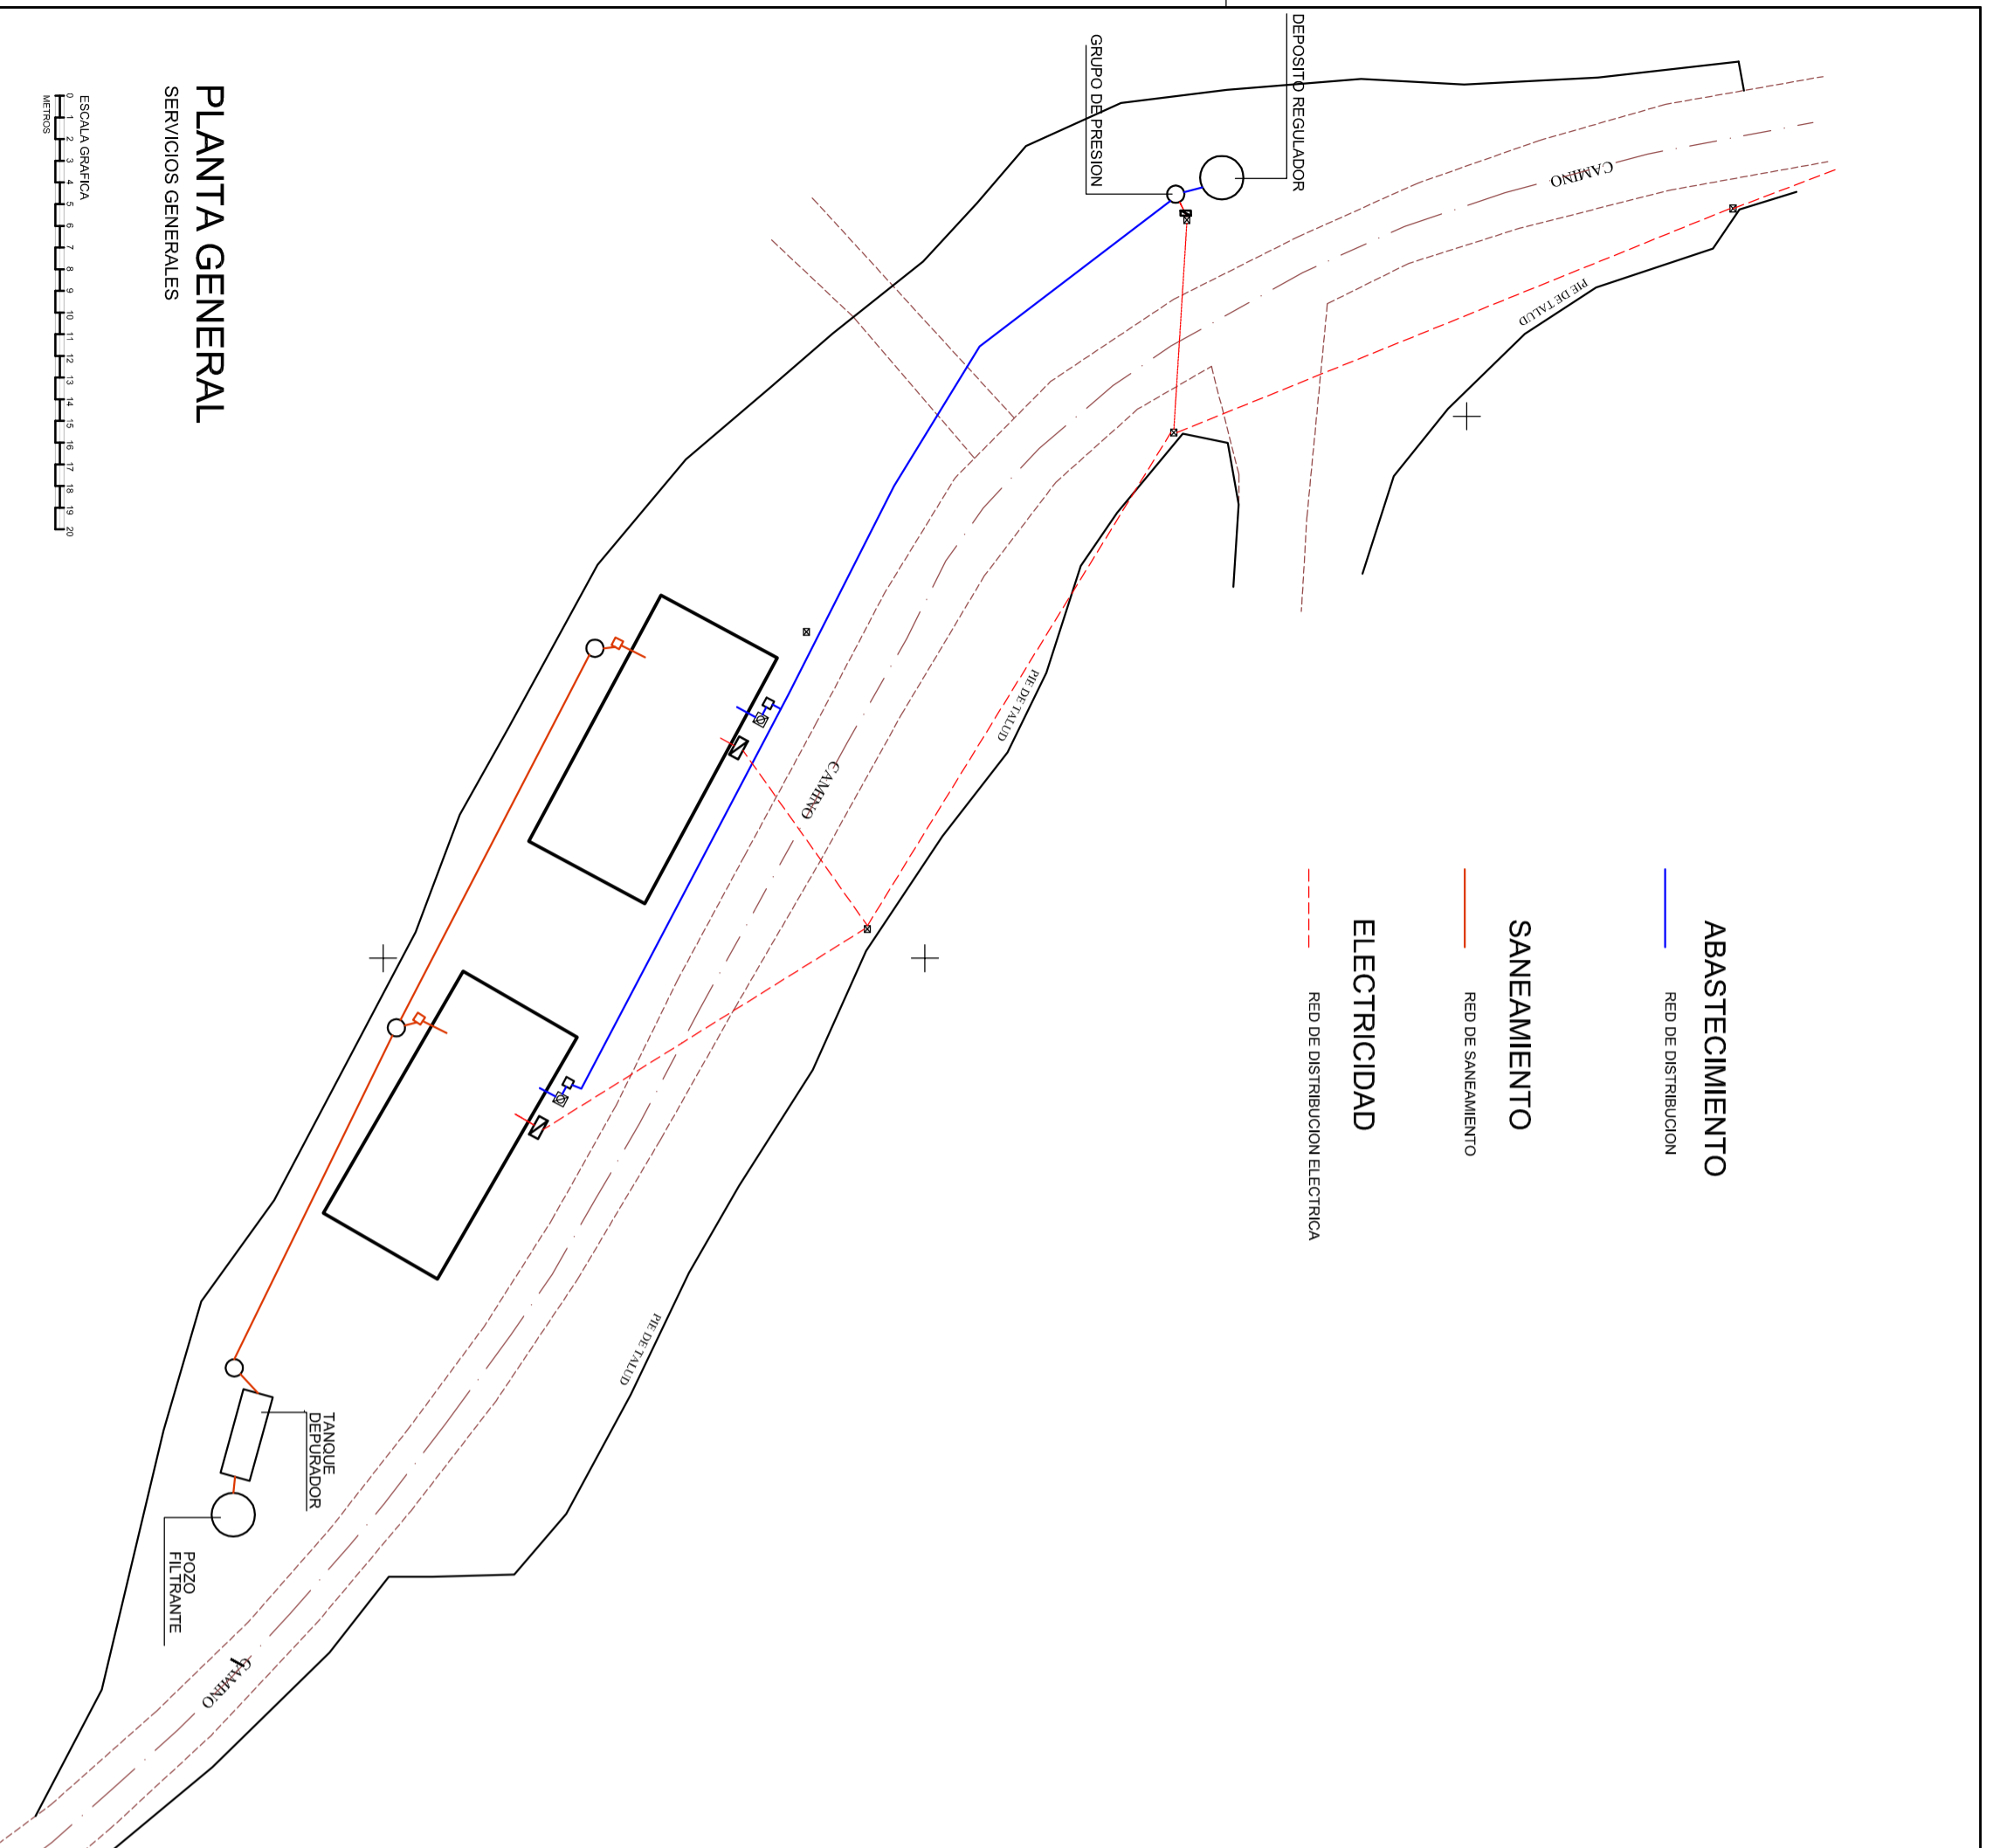 DEPOSITO REGULADOR
GRUPO DE PRESION
CAMINO
PIE DE TALUD
ABASTECIMIENTO
RED DE DISTRIBUCION
SANEAMIENTO
RED DE SANEAMIENTO
ELECTRICIDAD
RED DE DISTRIBUCION ELECTRICA
PIE DE TALUD
CAMINO
PIE DE TALUD
TANQUE
DEPURADOR
POZO
FILTRANTE
CAMINO
PLANTA GENERAL
SERVICIOS GENERALES
ESCALA GRAFICA
0 1 2 3 4 5 6 7 8 9 10 11 12 13 14 15 16 17 18 19 20
METROS